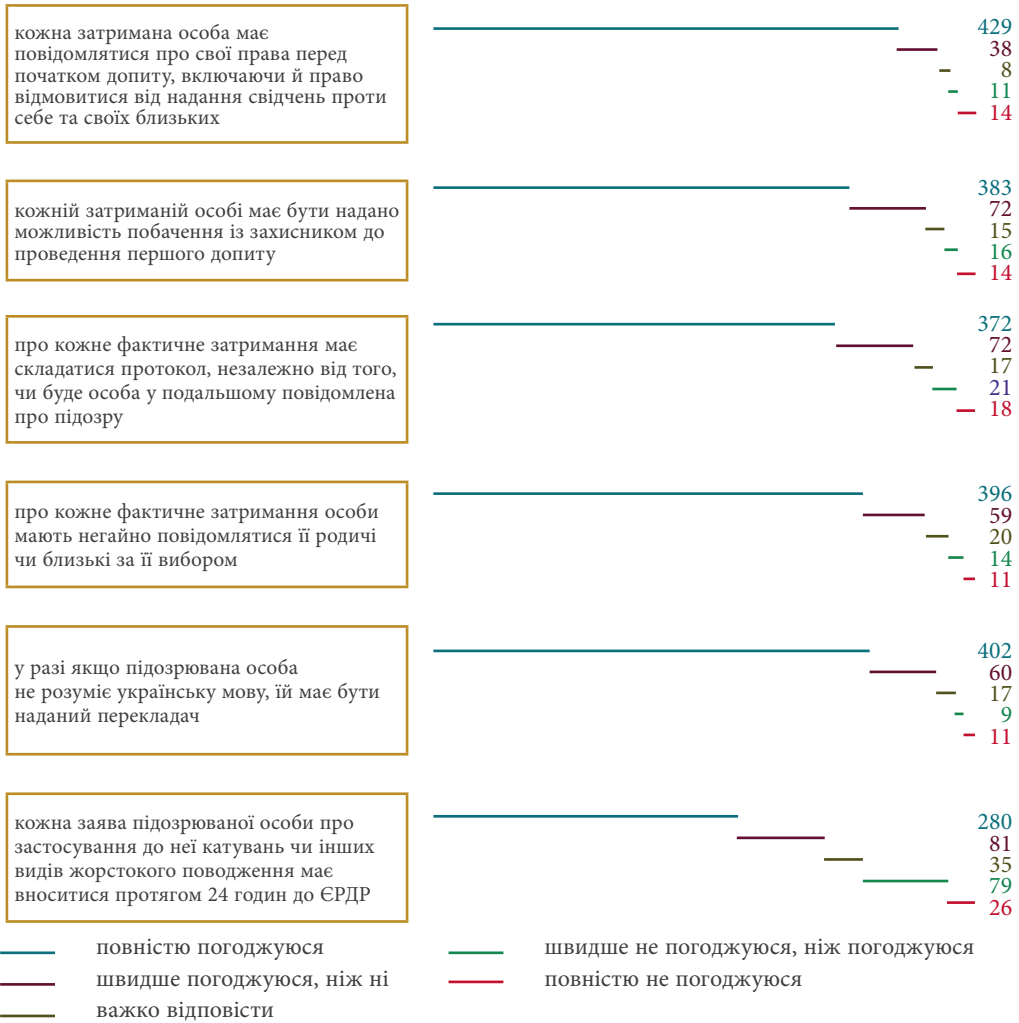 кожна затримана особа має
повідомлятися про свої права перед
початком допиту, включаючи й право
відмовитися від надання свідчень проти
себе та своїх близьких
429
38
8
11
14
кожній затриманій особі має бути надано
можливість побачення із захисником до
проведення першого допиту
383
72
15
16
14
про кожне фактичне затримання має
складатися протокол, незалежно від того,
чи буде особа у подальшому повідомлена
про підозру
372
72
17
21
18
про кожне фактичне затримання особи
мають негайно повідомлятися її родичі
чи близькі за її вибором
396
59
20
14
11
у разі якщо підозрювана особа
не розуміє українську мову, їй має бути
наданий перекладач
402
60
17
9
11
кожна заява підозрюваної особи про
застосування до неї катувань чи інших
видів жорстокого поводження має
вноситися протягом 24 годин до ЄРДР
280
81
35
79
26
повністю погоджуюся
швидше погоджуюся, ніж ні
важко відповісти
швидше не погоджуюся, ніж погоджуюся
повністю не погоджуюся